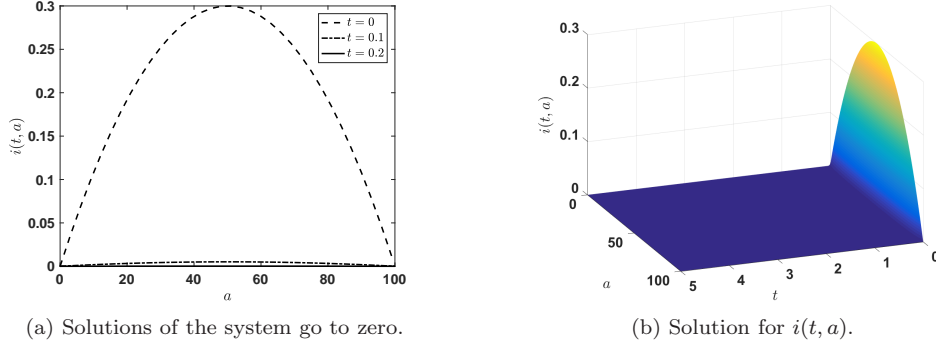 0.3
0.25
0.2
0.15
0.1
0.05
0
i(t, a)
0 20 40 60 80 100
a
t = 0
t = 0.1
t = 0.2
(a) Solutions of the system go to zero.
0.3
0.2
0.1
0
i(t, a)
0
50
100
a
5 4 3 2 1 0
t
(b) Solution for i(t, a).